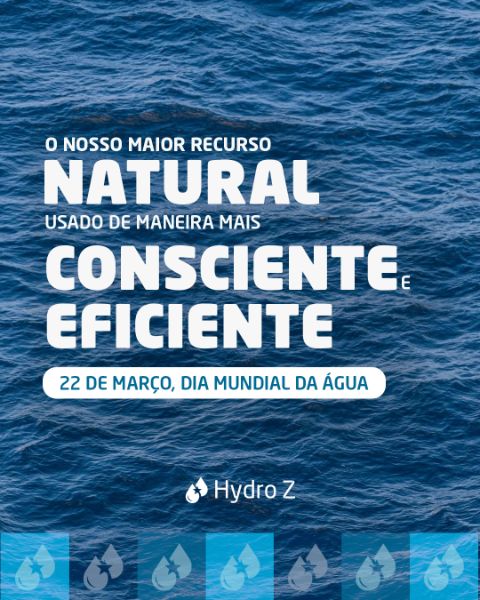 O NOSSO MAIOR RECURSO
NATURAL
USADO DE MANEIRA MAIS
CONSCIENTE E
EFICIENTE
22 DE MARÇO, DIA MUNDIAL DA ÁGUA
Hydro Z